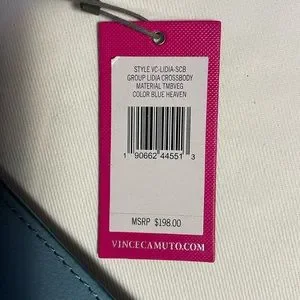 STYLE VC-LIDIA-SCB
GROUP LIDIA CROSSBODY
MATERIAL TMBVEG
COLOR BLUE HEAVEN
1 90662 44551 3
MSRP $198.00
VINCECAMUTO.COM